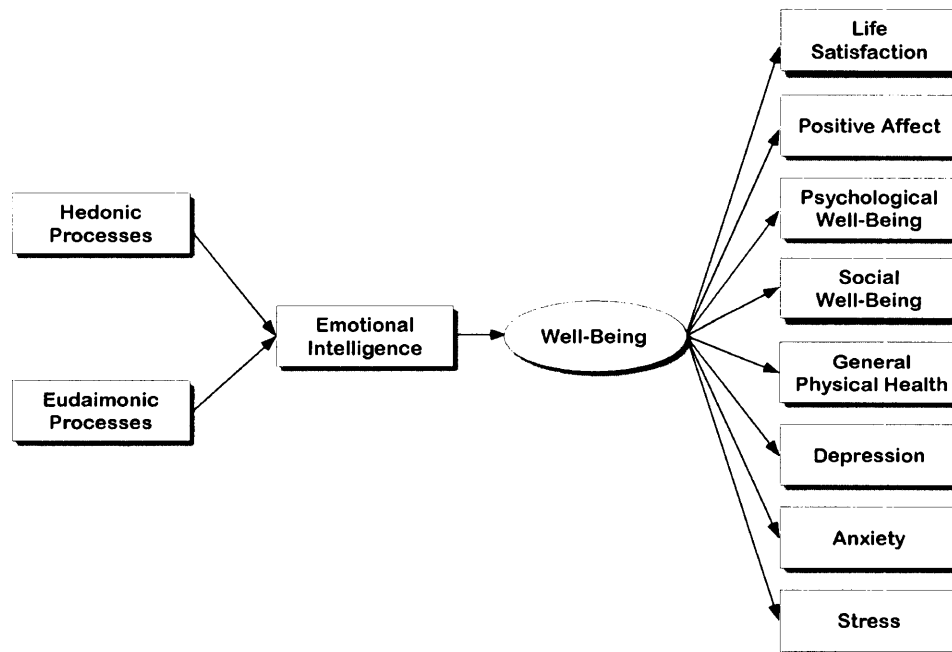 Hedonic
Processes
Eudaimonic
Processes
Emotional
Intelligence
Well-Being
Life
Satisfaction
Positive Affect
Psychological
Well-Being
Social
Well-Being
General
Physical Health
Depression
Anxiety
Stress